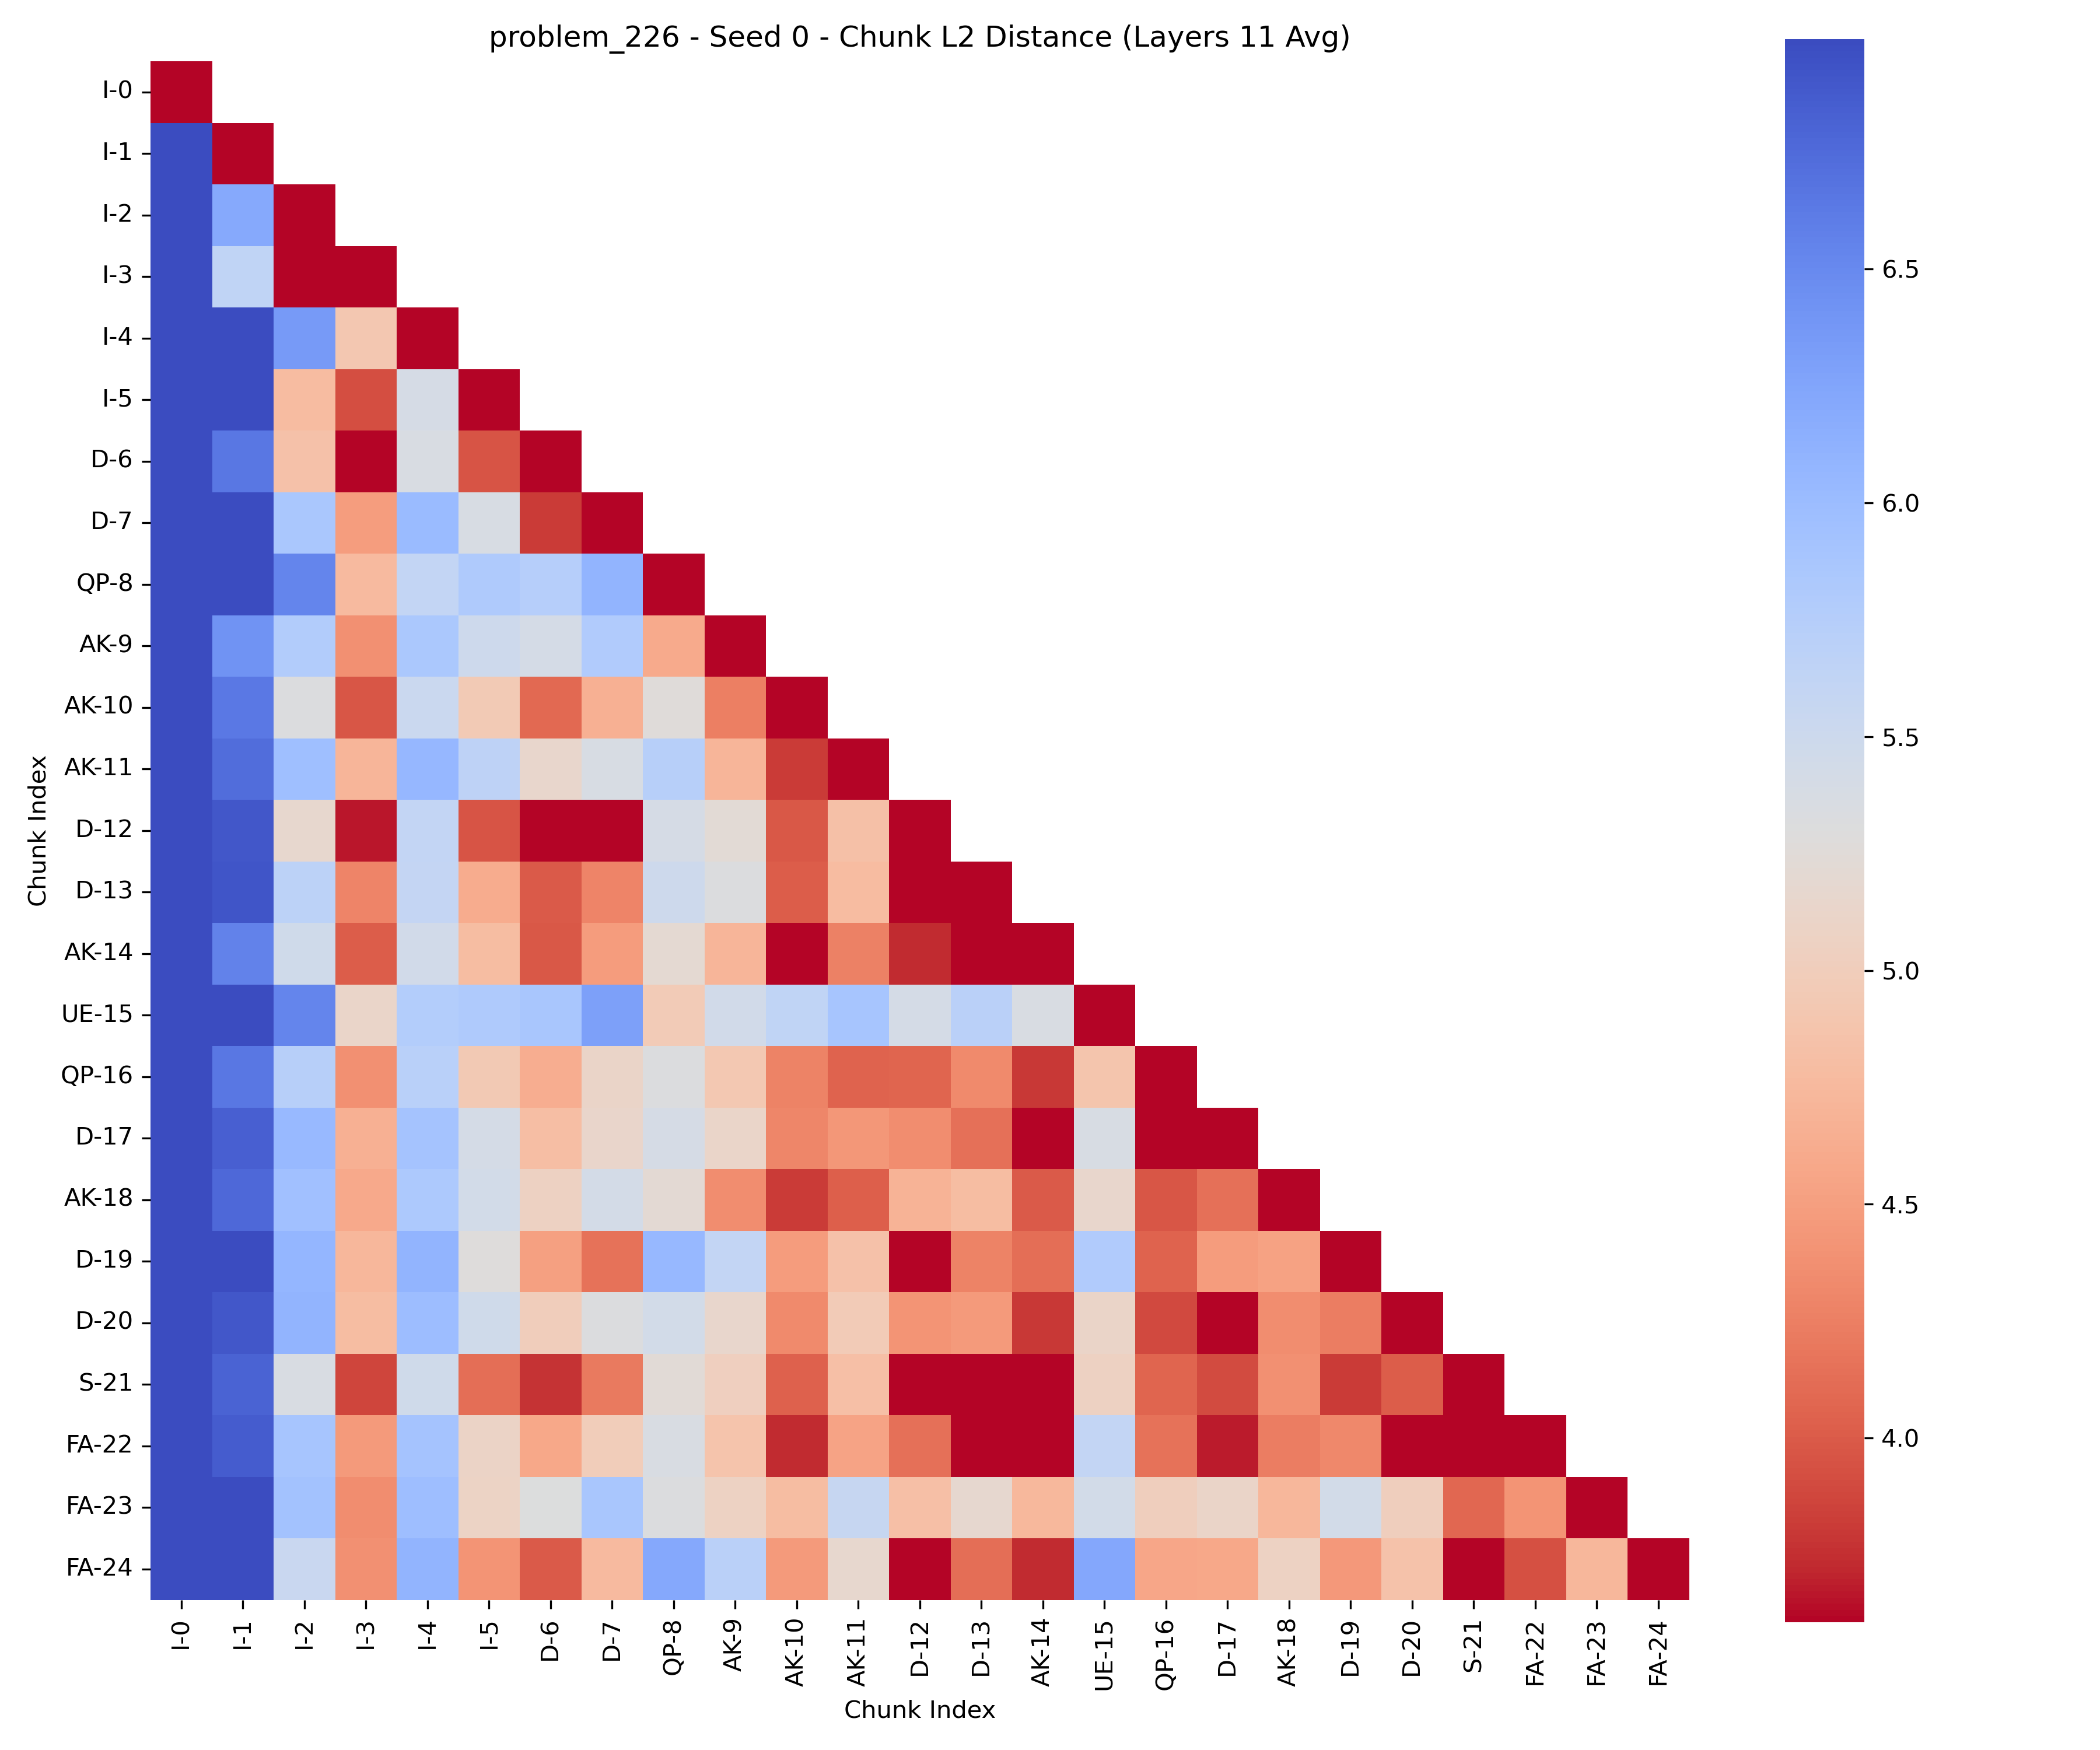 problem_226 - Seed 0 - Chunk L2 Distance (Layers 11 Avg)
I-0
I-1
I-2
I-3
I-4
I-5
D-6
D-7
QP-8
AK-9
AK-10
AK-11
D-12
D-13
AK-14
UE-15
QP-16
D-17
AK-18
D-19
D-20
S-21
FA-22
FA-23
FA-24
Chunk Index
I-0 I-1 I-2 I-3 I-4 I-5 D-6 D-7 QP-8 AK-9 AK-10 AK-11 D-12 D-13 AK-14 UE-15 QP-16 D-17 AK-18 D-19 D-20 S-21 FA-22 FA-23 FA-24
Chunk Index
6.5
6.0
5.5
5.0
4.5
4.0